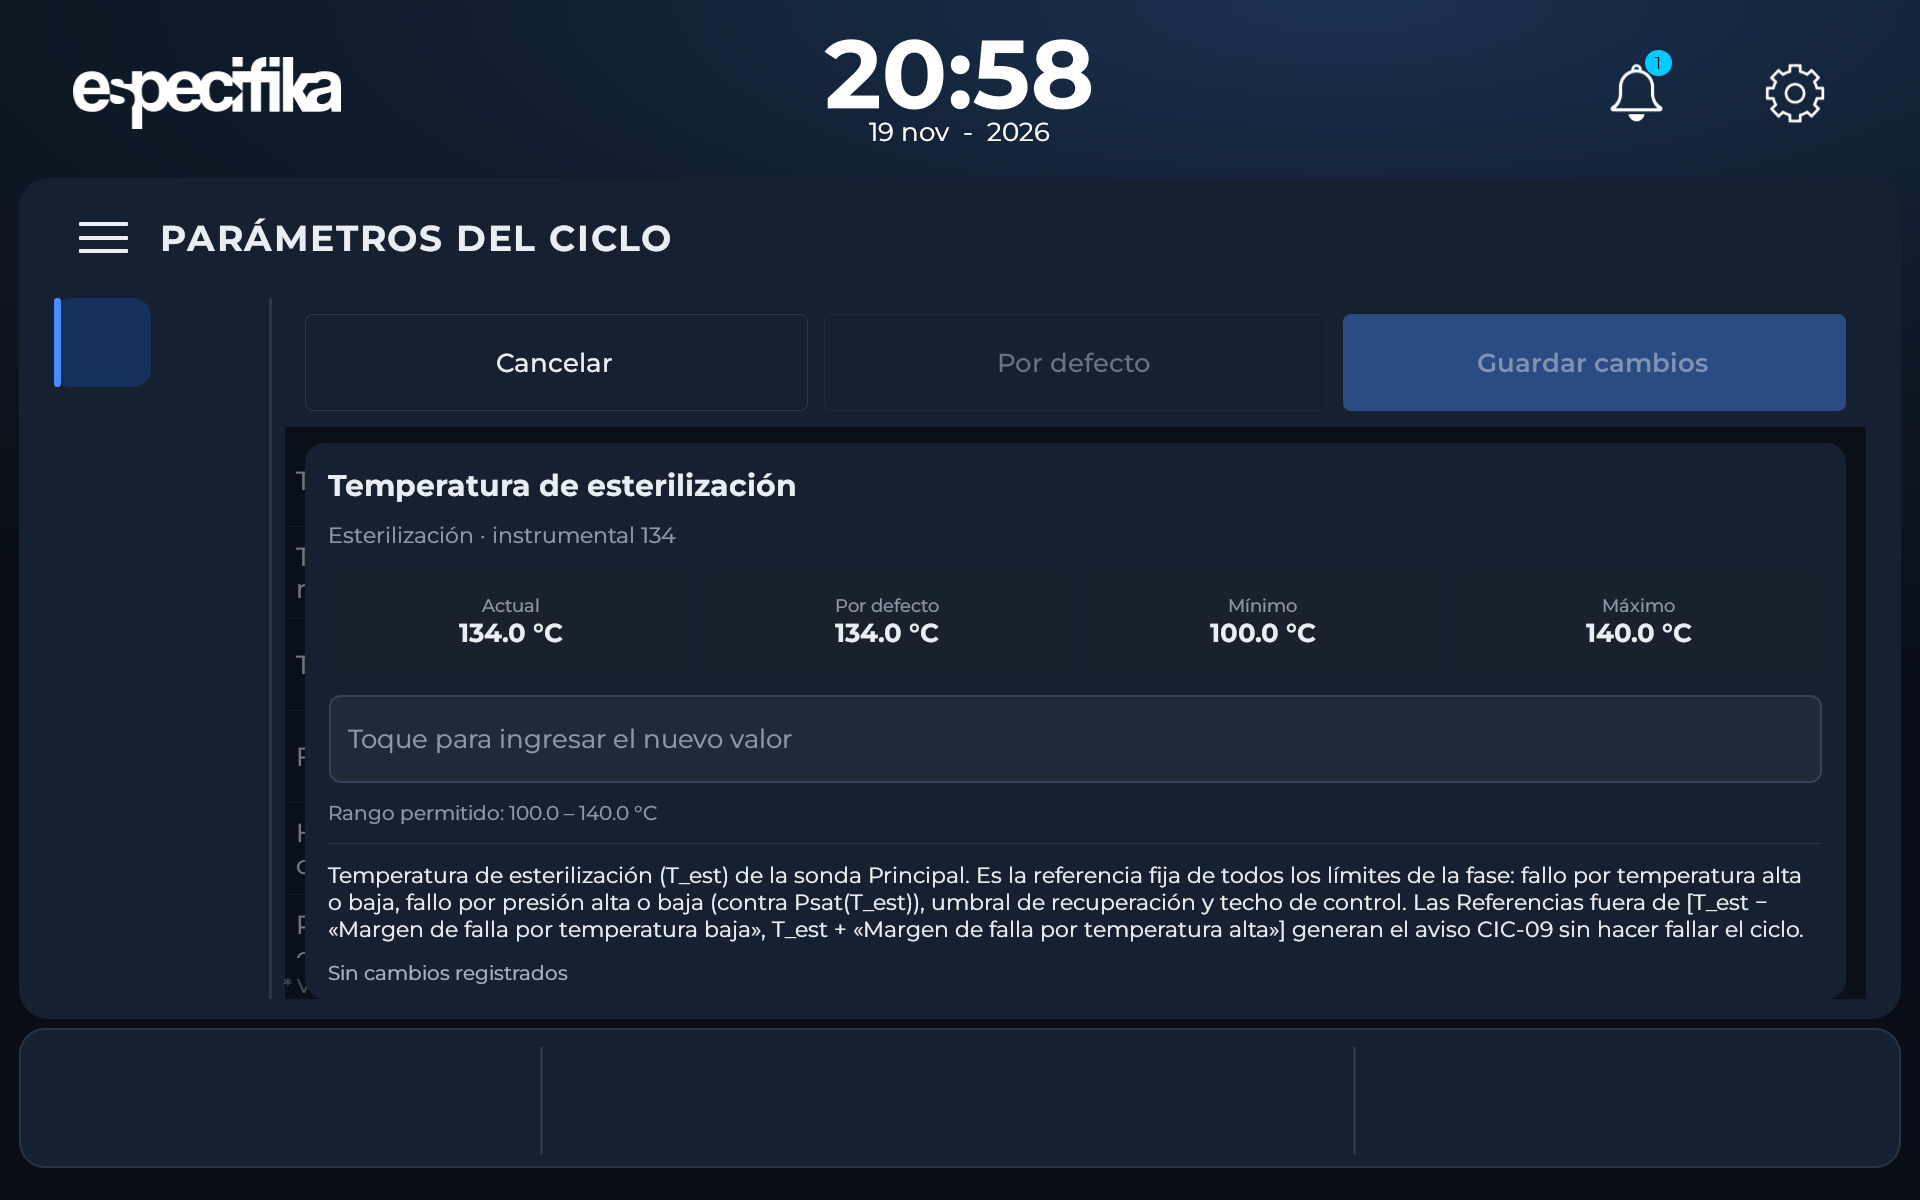 especifika
20:58
19 nov - 2026
1
PARÁMETROS DEL CICLO
Cancelar
Por defecto
Guardar cambios
Temperatura de esterilización
Esterilización · instrumental 134
Actual
134.0 °C
Por defecto
134.0 °C
Mínimo
100.0 °C
Máximo
140.0 °C
Toque para ingresar el nuevo valor
Rango permitido: 100.0 – 140.0 °C
Temperatura de esterilización (T_est) de la sonda Principal. Es la referencia fija de todos los límites de la fase: fallo por temperatura alta
o baja, fallo por presión alta o baja (contra Psat(T_est)), umbral de recuperación y techo de control. Las Referencias fuera de [T_est −
«Margen de falla por temperatura baja», T_est + «Margen de falla por temperatura alta»] generan el aviso CIC-09 sin hacer fallar el ciclo.
Sin cambios registrados